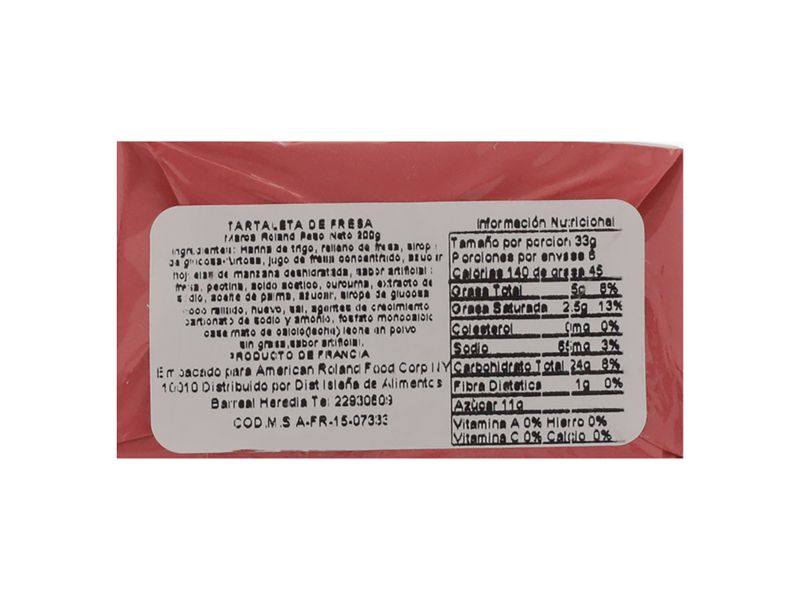 TARTALETA DE FRESA
Marca Roland Peso Neto 200g
Ingredientes: Harina de trigo, relleno de fresa, sirop
de glucosa-fructosa, jugo de fresa concentrado, azucar
hojuelas de manzana deshidratada, sabor artificial:
fresa, pectina, acido acetico, curcuma, extracto de
aceite de palma, azucar, sirope de glucosa
coco rallado, huevo, sal, agentes de crecimiento
carbonato de sodio y amonio, fosfato monocalcico
de calcio(leche) leche en polvo
sin grasa,sabor artificial.
PRODUCTO DE FRANCIA
Empacado para American Roland Food Corp NY
10010 Distribuido por Dist Isleña de Alimentos
Barreal Heredia Tel 22930609
COD.M.S A-FR-15-07333
Información Nutricional
Tamaño por porcion 33g
Porciones por envase 6
Calorias 140 de grasa 45
Grasa Total 5g 8%
Grasa Saturada 2.5g 13%
Colesterol 0mg 0%
Sodio 65mg 3%
Carbohidrato Total 24g 8%
Fibra Dietetica 1g 0%
Azúcar 11g
Vitamina A 0% Hierro 0%
Vitamina C 0% Calcio 0%